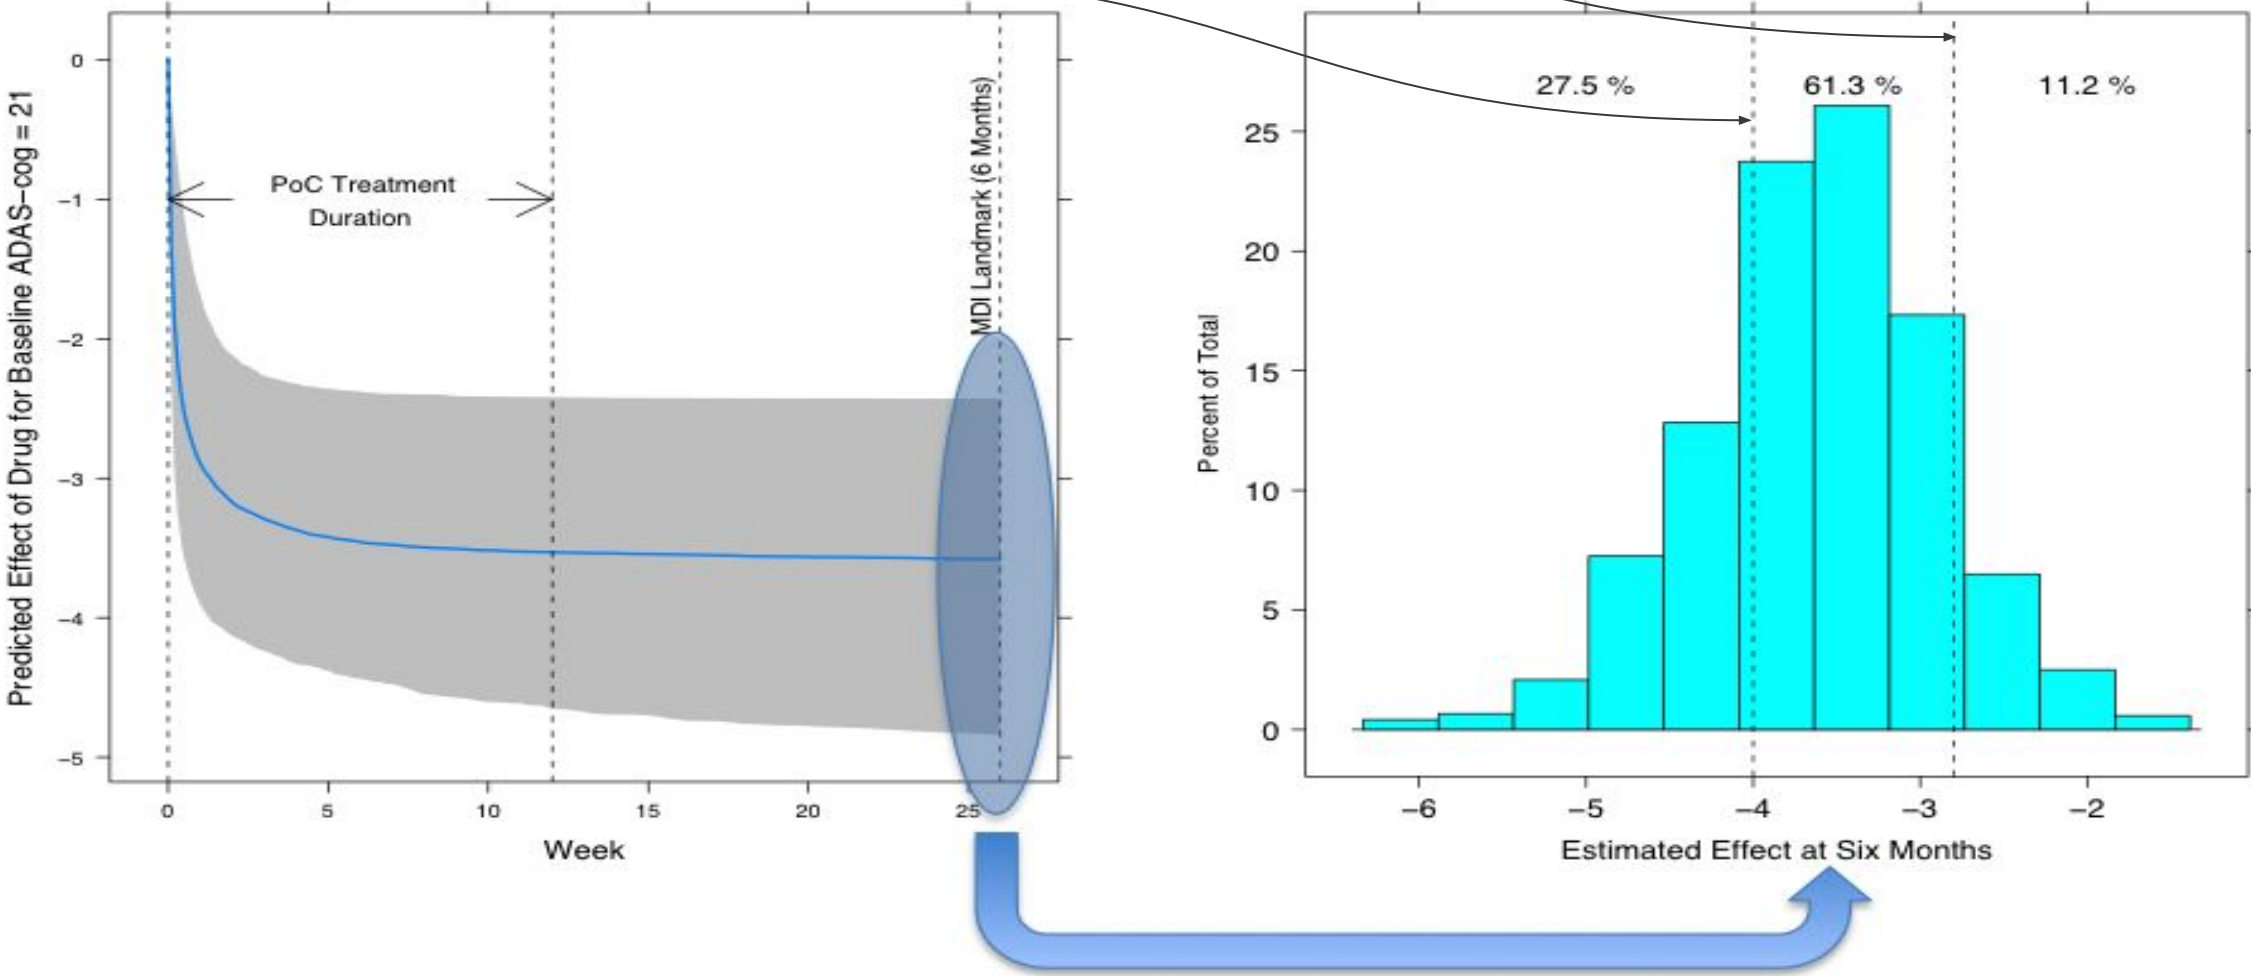 Predicted Effect of Drug for Baseline ADAS−cog = 21
0
−1
−2
−3
−4
−5
PoC Treatment
Duration
MDI Landmark (6 Months)
0 5 10 15 20 25
Week
Percent of Total
25
20
15
10
5
0
27.5 % 61.3 % 11.2 %
−6 −5 −4 −3 −2
Estimated Effect at Six Months